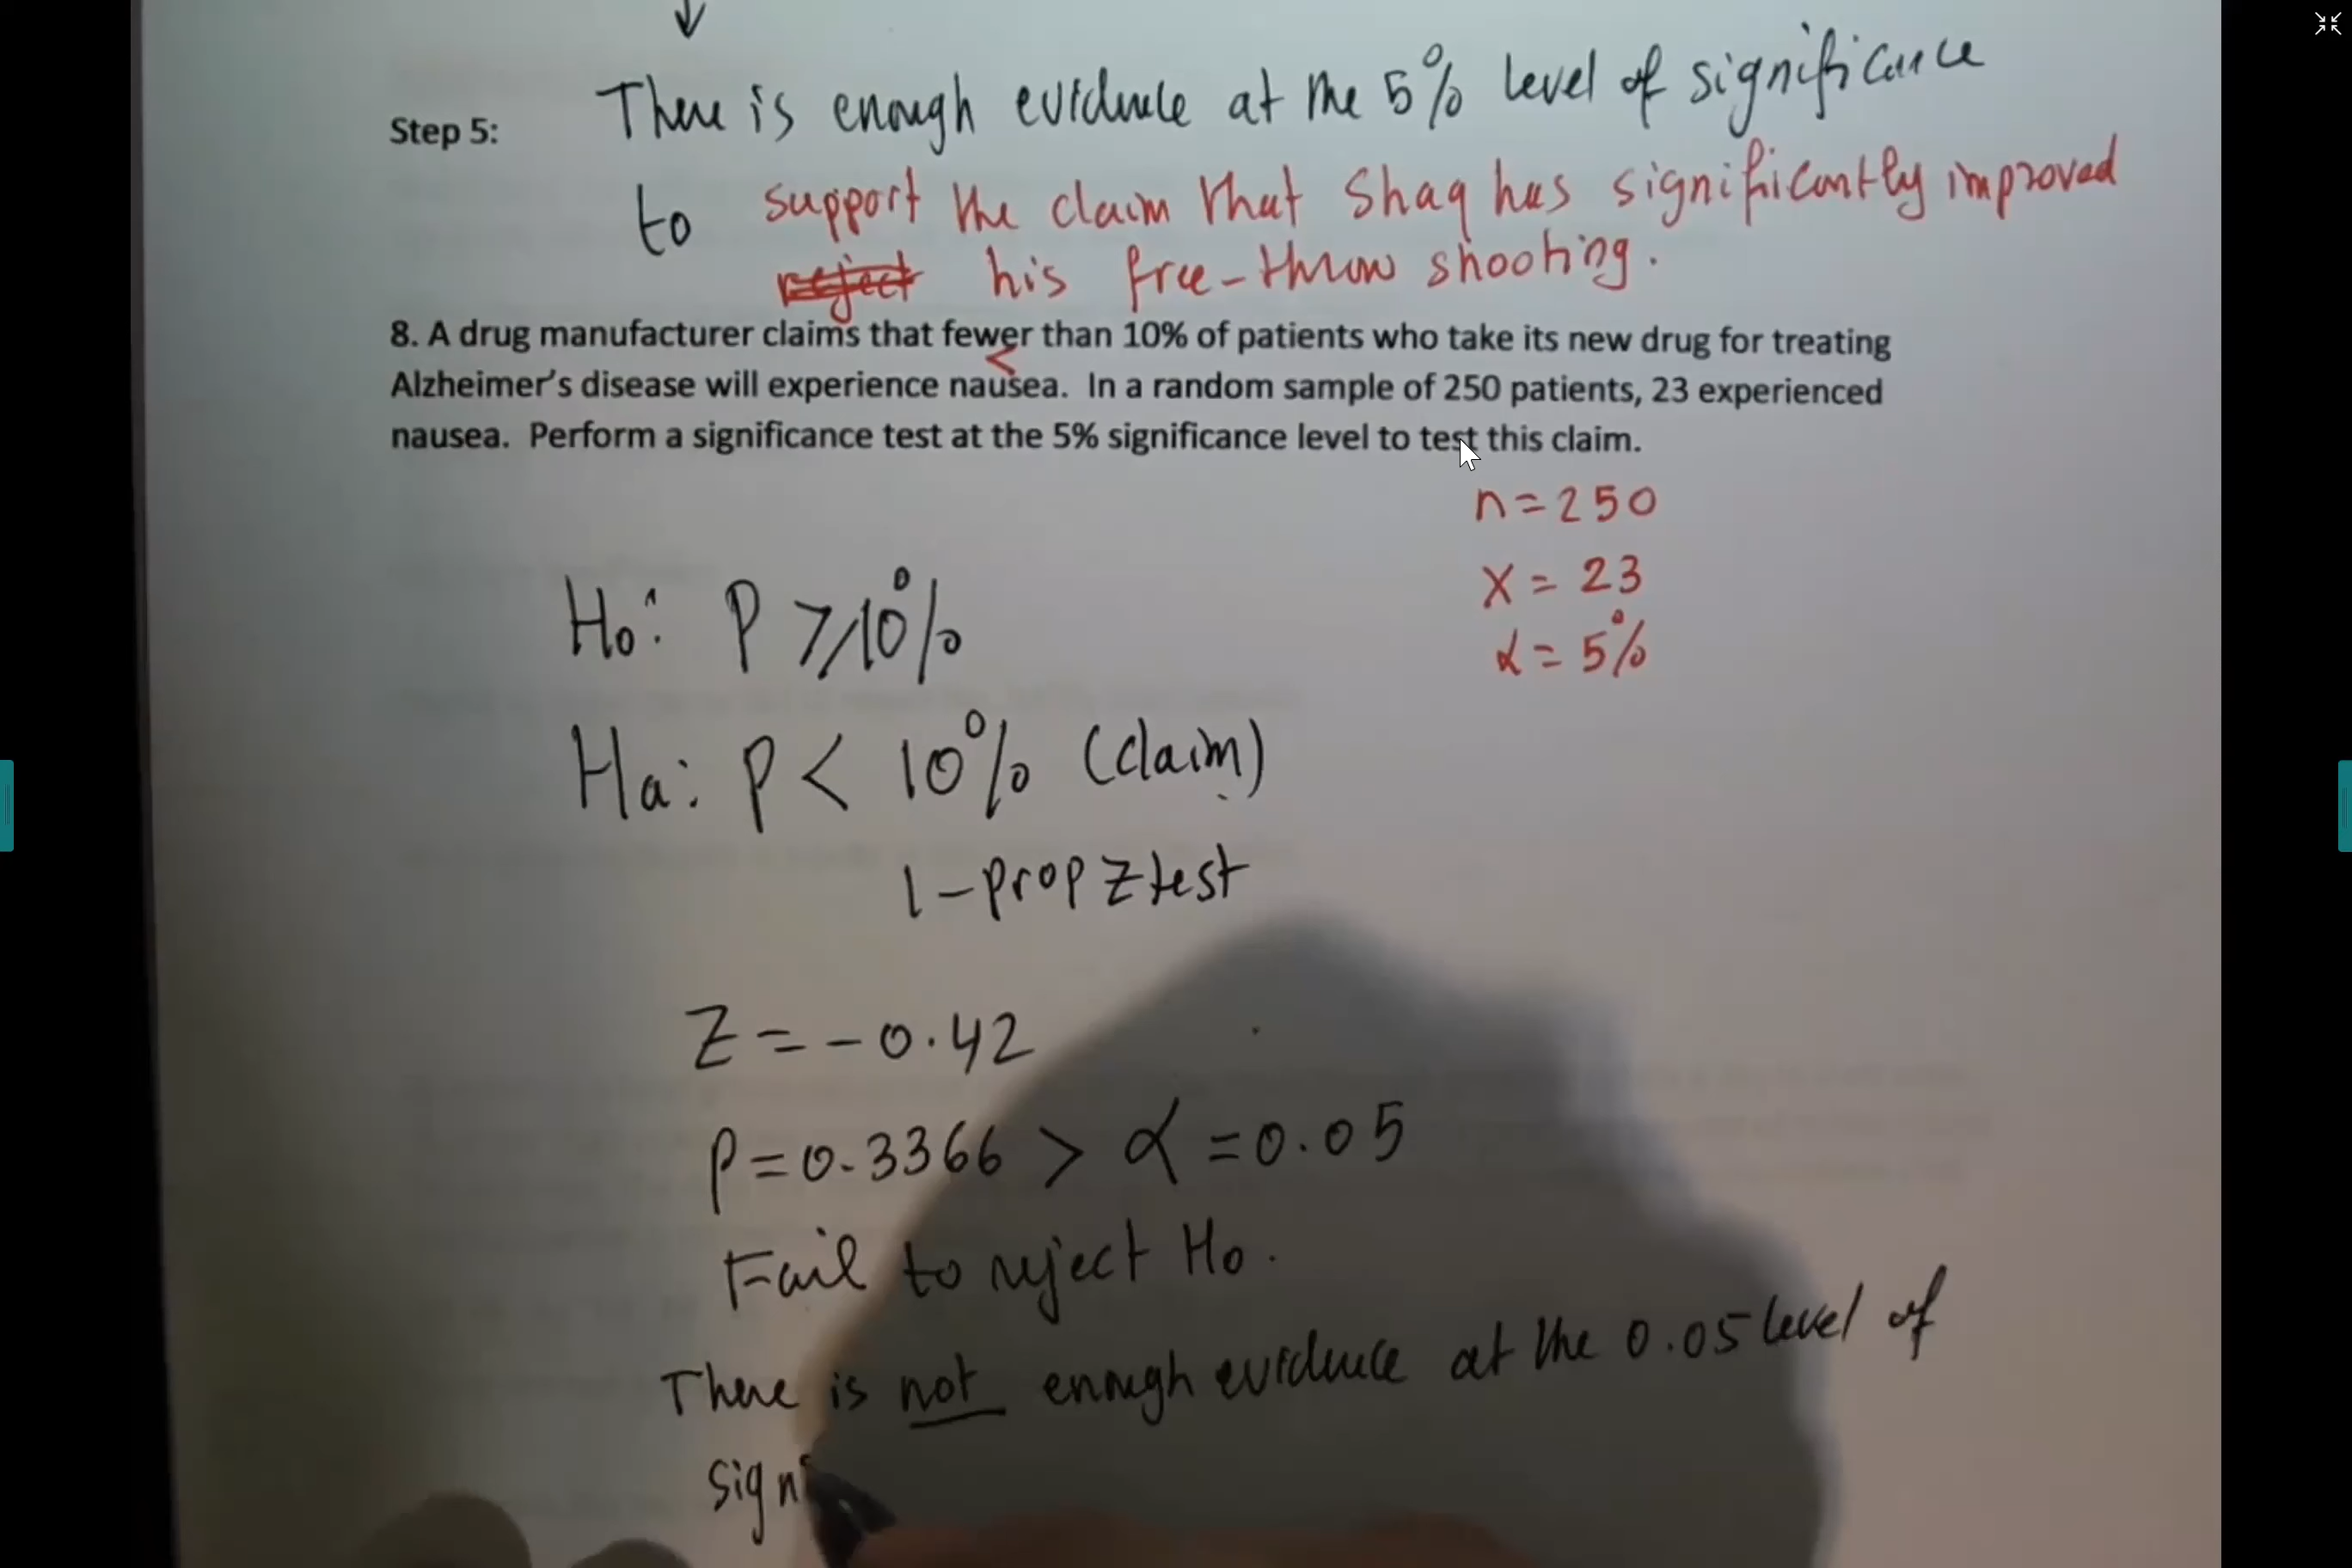 There is enough evidence at the 5% level of significance
Step 5:
to support the claim that Shaq has significantly improved
reject his free-throw shooting.
8. A drug manufacturer claims that fewer than 10% of patients who take its new drug for treating
<
Alzheimer's disease will experience nausea. In a random sample of 250 patients, 23 experienced
nausea. Perform a significance test at the 5% significance level to test this claim.
n = 250
x = 23
α = 5%
Ho: P ≥ 10%
Ha: P < 10% (claim)
1-prop Z test
Z = -0.42
P = 0.3366 > α = 0.05
Fail to reject Ho.
There is not enough evidence at the 0.05 level of
signi